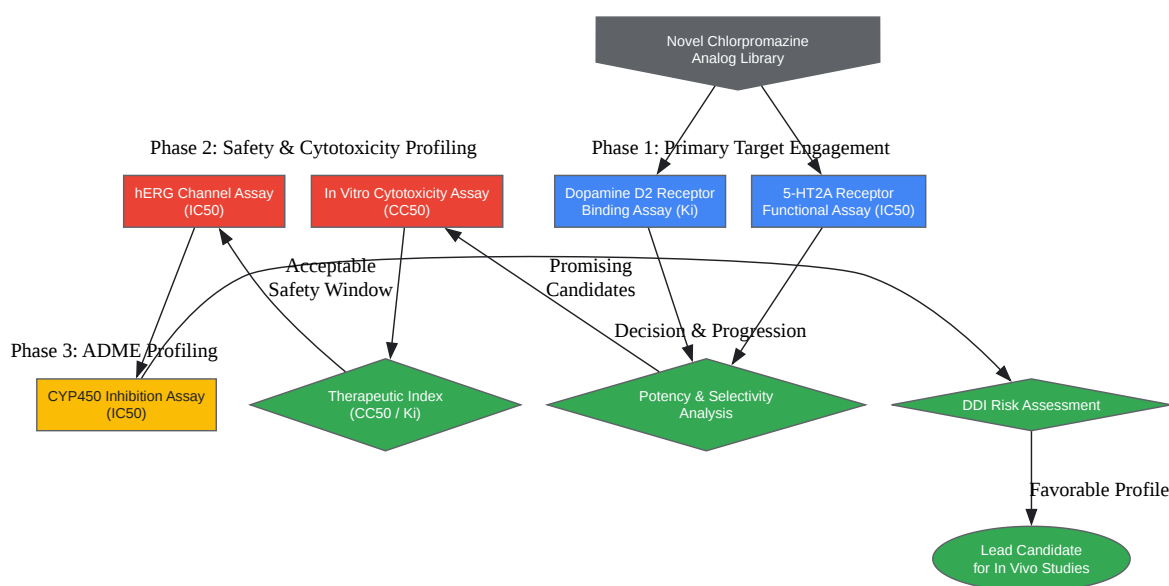 Novel Chlorpromazine
Analog Library
Phase 2: Safety & Cytotoxicity Profiling
Phase 1: Primary Target Engagement
hERG Channel Assay
(IC50)
In Vitro Cytotoxicity Assay
(CC50)
Dopamine D2 Receptor
Binding Assay (Ki)
5-HT2A Receptor
Functional Assay (IC50)
Acceptable
Safety Window
Promising
Candidates
Decision & Progression
Phase 3: ADME Profiling
CYP450 Inhibition Assay
(IC50)
Therapeutic Index
(CC50 / Ki)
Potency & Selectivity
Analysis
DDI Risk Assessment
Favorable Profile
Lead Candidate
for In Vivo Studies